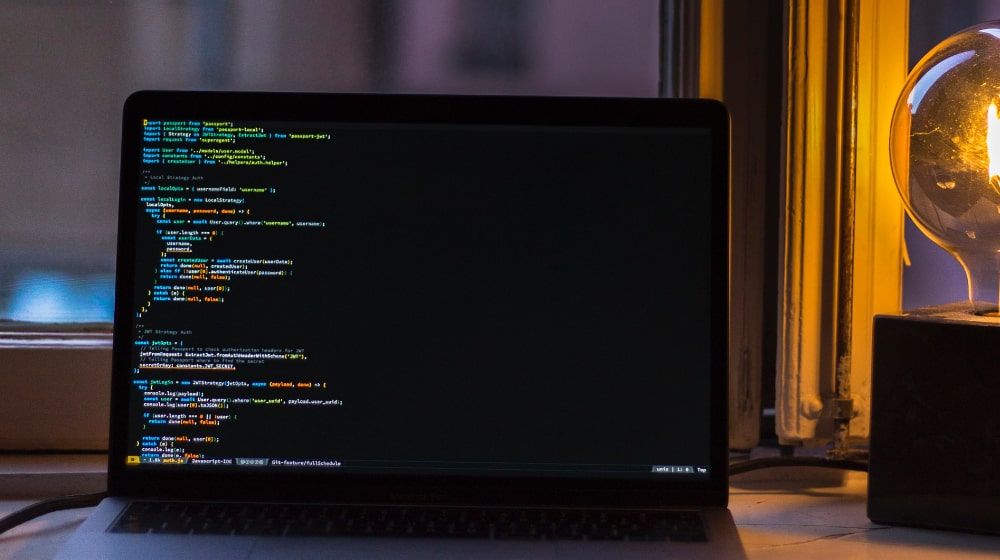 import passport from 'passport';
import LocalStrategy from 'passport-local';
import { Strategy as JWTStrategy, ExtractJwt } from 'passport-jwt';
import request from 'superagent';
import User from '../models/user.model';
import constants from '../config/constants';
import { createUser } from '../helpers/auth.helper';
/**
* Local Strategy Auth
*/
const localOpts = { usernameField: 'username' };
const localLogin = new LocalStrategy(
localOpts,
async (username, password, done) => {
try {
const user = await User.query().where('username', username);
if (user.length === 0) {
const userData = {
username,
password,
};
const createdUser = await createUser(userData);
return done(null, createdUser);
} else if (!user[0].authenticateUser(password)) {
return done(null, false);
}
return done(null, user[0]);
} catch (e) {
return done(null, false);
}
},
);
/**
* JWT Strategy Auth
*/
const jwtOpts = {
// Telling Passport to check authorization headers for JWT
jwtFromRequest: ExtractJwt.fromAuthHeaderWithScheme('JWT'),
// Telling Passport where to find the secret
secretOrKey: constants.JWT_SECRET,
};
const jwtLogin = new JWTStrategy(jwtOpts, async (payload, done) => {
try {
console.log(payload);
const user = await User.query().where('user_uuid', payload.user_uuid);
console.log(user[0].toJSON());
if (user.length === 0 || !user) {
return done(null, false);
}
return done(null, user[0]);
} catch (e) {
console.log(e);
return done(e, false);
1.8k auth.js Javascript-IDE Git-feature/fullSchedule unix | 1: 0 Top